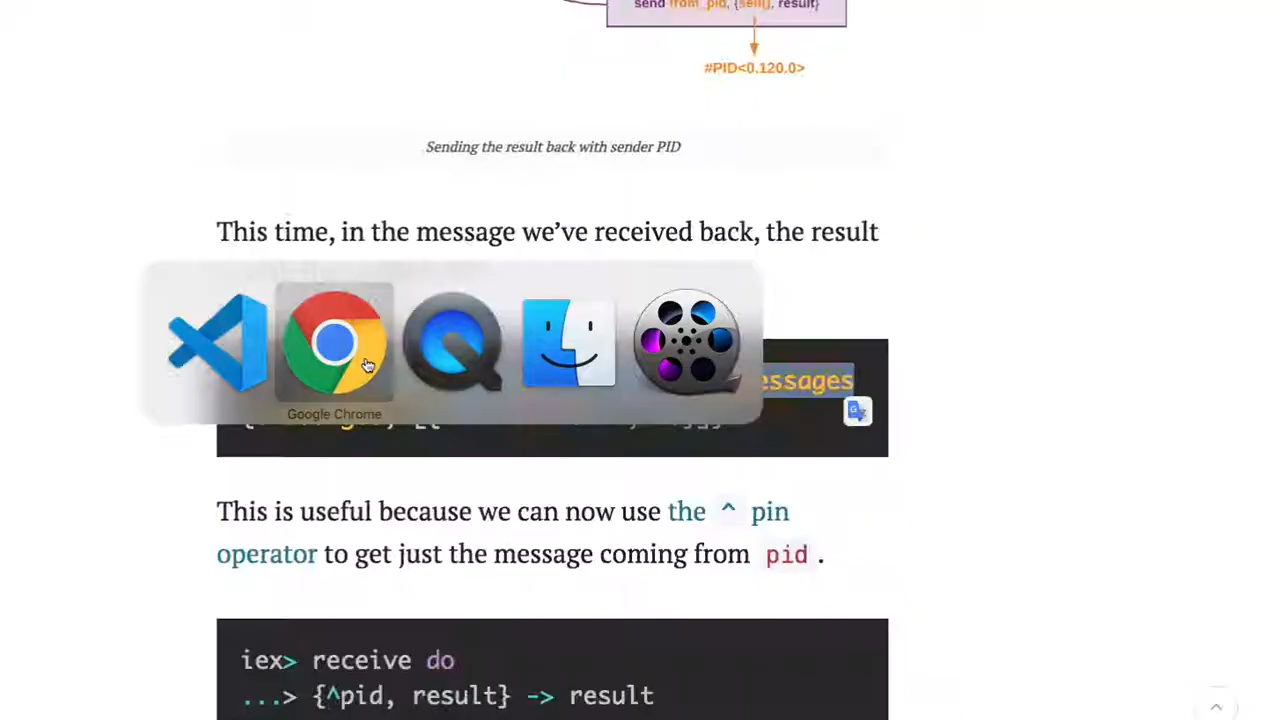 send from_pid, {self(), result}
#PID<0.120.0>
Sending the result back with sender PID
This time, in the message we’ve received back, the result
essages
Google Chrome
This is useful because we can now use the ^ pin
operator to get just the message coming from pid .
iex> receive do
...> {^pid, result} -> result